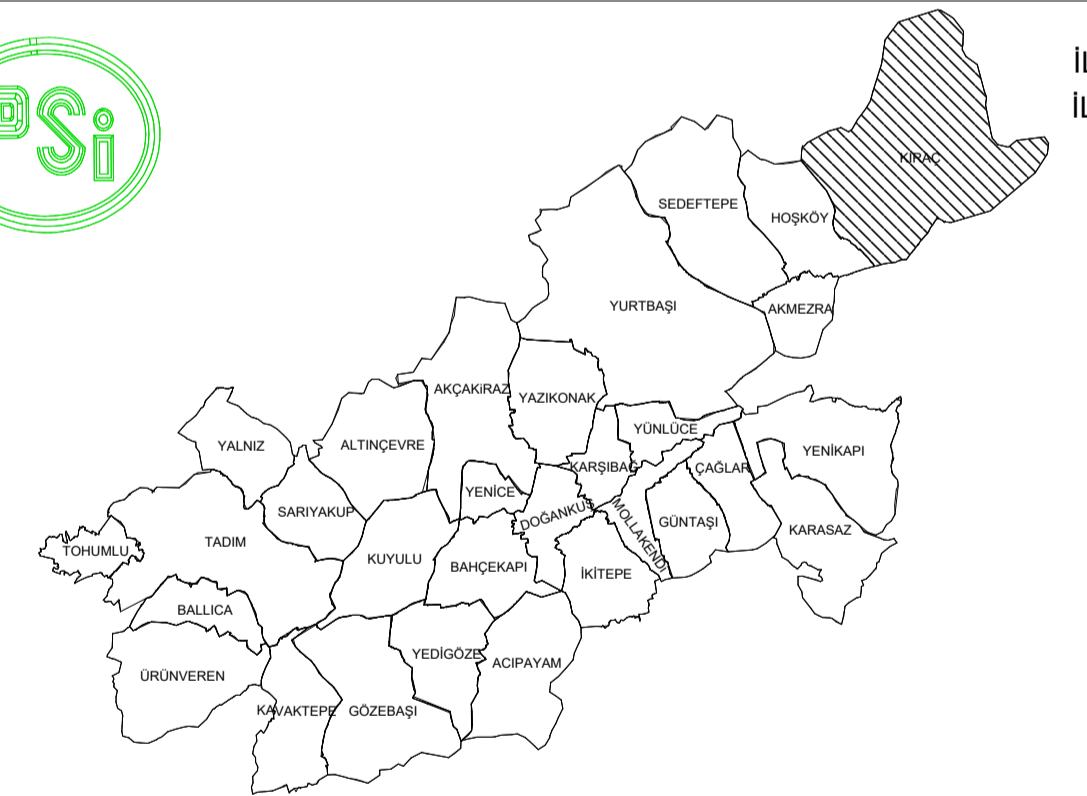 DSİ
İL
İL
KIRAÇ
SEDEFTEPE
HOŞKÖY
YURTBAŞI
AKMEZRA
AKÇAKİRAZ
YAZIKONAK
YÜNLÜCE
YALNIZ
ALTINÇEVRE
YENİKAPI
KARŞIBAĞ
ÇAĞLAR
YENİCE
SARIYAKUP
DOĞANKUŞ
MOLLAKENDİ
GÜNTAŞI
KARASAZ
TOHUMLU
TADIM
KUYULU
BAHÇEKAPI
İKİTEPE
BALLICA
YEDİGÖZE
ACIPAYAM
ÜRÜNVEREN
KAVAKTEPE
GÖZEBAŞI